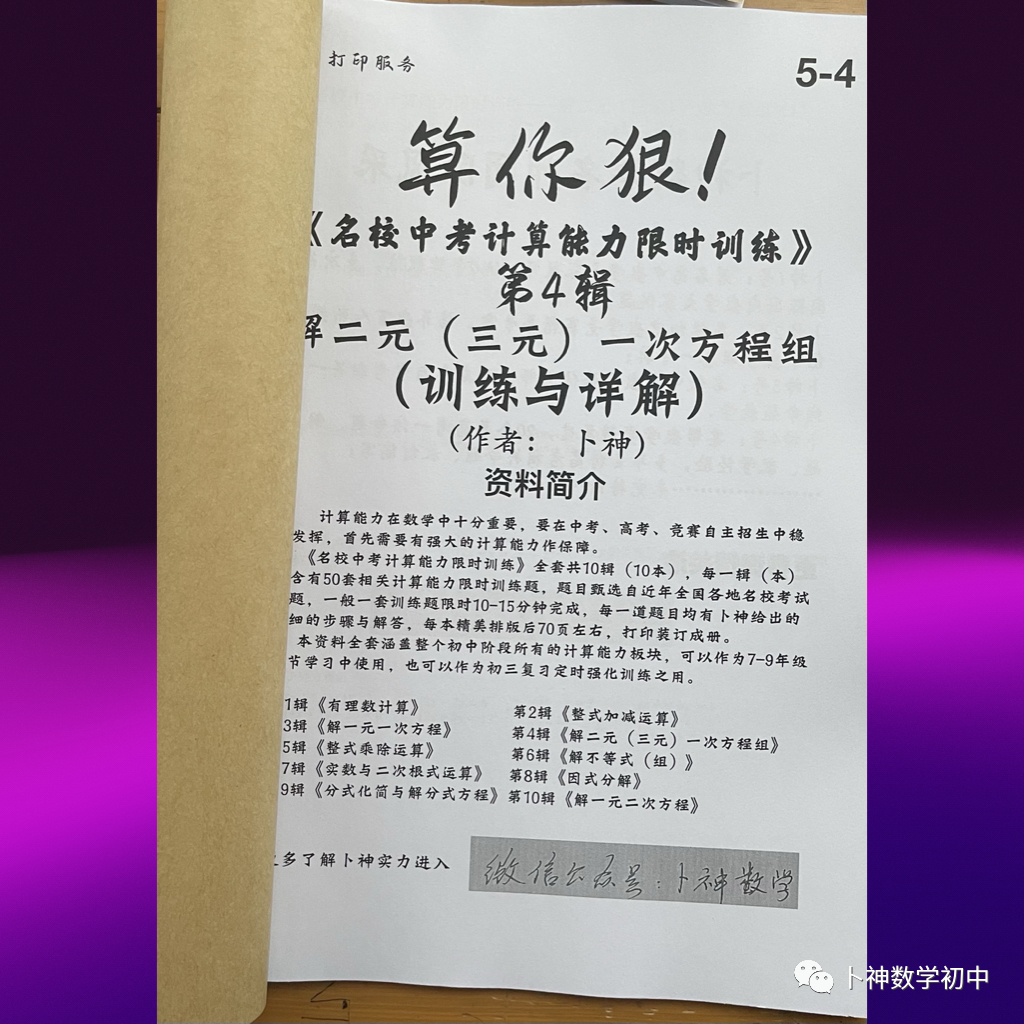 打印服务
5-4
算你狠!
《名校中考计算能力限时训练》
第4辑
解二元（三元）一次方程组
(训练与详解)
(作者： 卜神)
资料简介
计算能力在数学中十分重要，要在中考、高考、竞赛自主招生中稳
发挥，首先需要有强大的计算能力作保障。
《名校中考计算能力限时训练》全套共10辑（10本），每一辑（本）
含有50套相关计算能力限时训练题，题目甄选自近年全国各地名校考试
题，一般一套训练题限时10-15分钟完成，每一道题目均有卜神给出的
细的步骤与解答，每本精美排版后70页左右，打印装订成册。
本资料全套涵盖整个初中阶段所有的计算能力板块，可以作为7-9年级
节学习中使用，也可以作为初三复习定时强化训练之用。
1辑《有理数计算》 第2辑《整式加减运算》
3辑《解一元一次方程》 第4辑《解二元（三元）一次方程组》
5辑《整式乘除运算》 第6辑《解不等式（组）》
7辑《实数与二次根式运算》 第8辑《因式分解》
9辑《分式化简与解分式方程》 第10辑《解一元二次方程》
多了解卜神实力进入 微信公众号：卜神数学
卜神数学初中